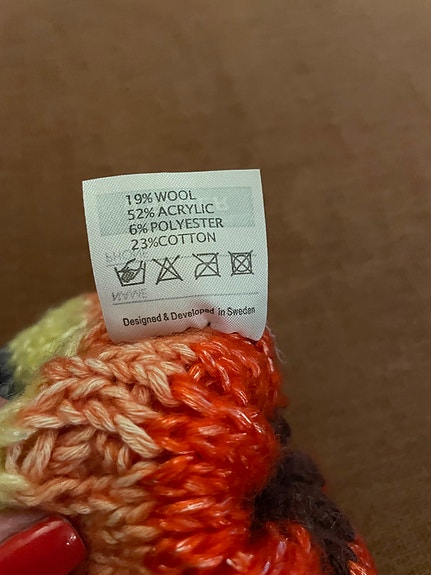 19% WOOL
52% ACRYLIC
6% POLYESTER
23%COTTON
Designed & Developed in Sweden